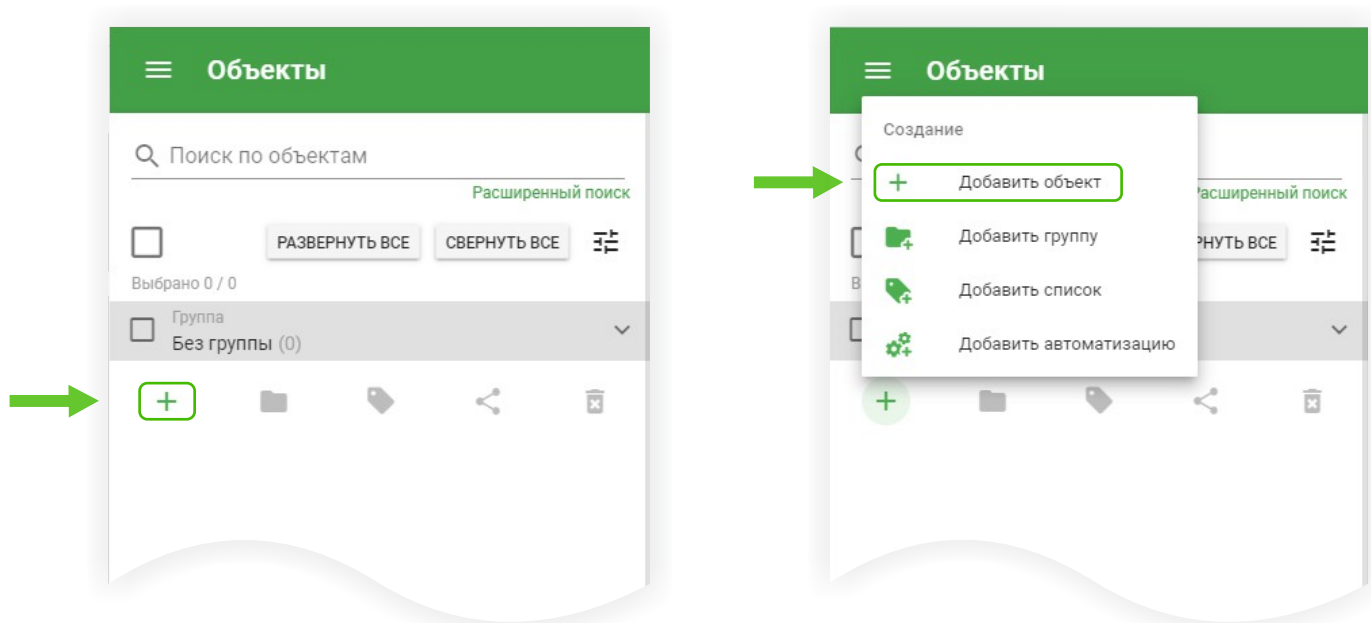 Объекты
Поиск по объектам
Расширенный поиск
РАЗВЕРНУТЬ ВСЕ СВЕРНУТЬ ВСЕ
Выбрано 0 / 0
Группа
Без группы (0)
Объекты
Создание
Добавить объект
асширенный поиск
Добавить группу
РНУТЬ ВСЕ
В
Добавить список
Добавить автоматизацию